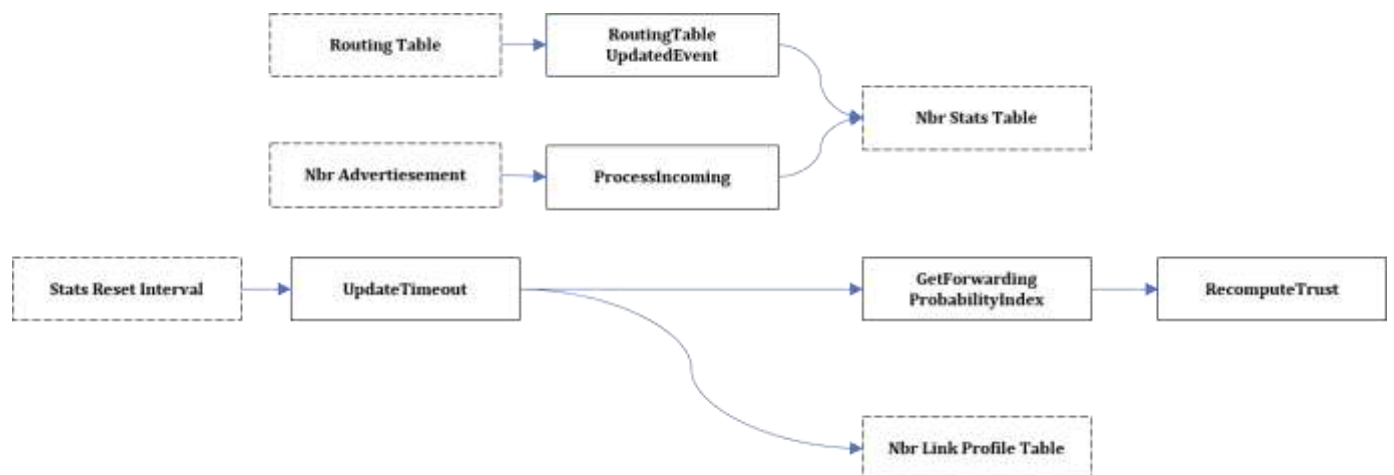 Routing Table
RoutingTable
UpdatedEvent
Nbr Stats Table
Nbr Advertiesement
ProcessIncoming
Stats Reset Interval
UpdateTimeout
GetForwarding
ProbabilityIndex
RecomputeTrust
Nbr Link Profile Table